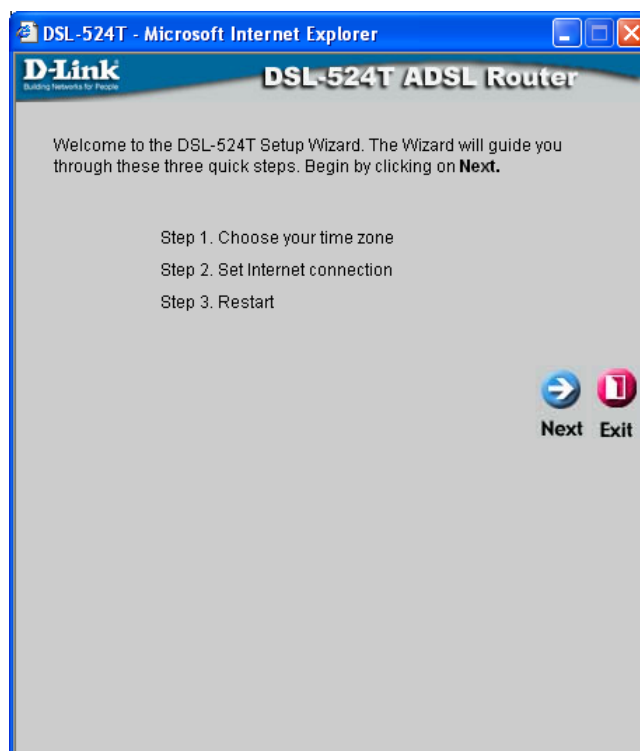 DSL-524T - Microsoft Internet Explorer
D-Link
Building Networks for People
DSL-524T ADSL Router
Welcome to the DSL-524T Setup Wizard. The Wizard will guide you
through these three quick steps. Begin by clicking on Next.
Step 1. Choose your time zone
Step 2. Set Internet connection
Step 3. Restart
Next Exit